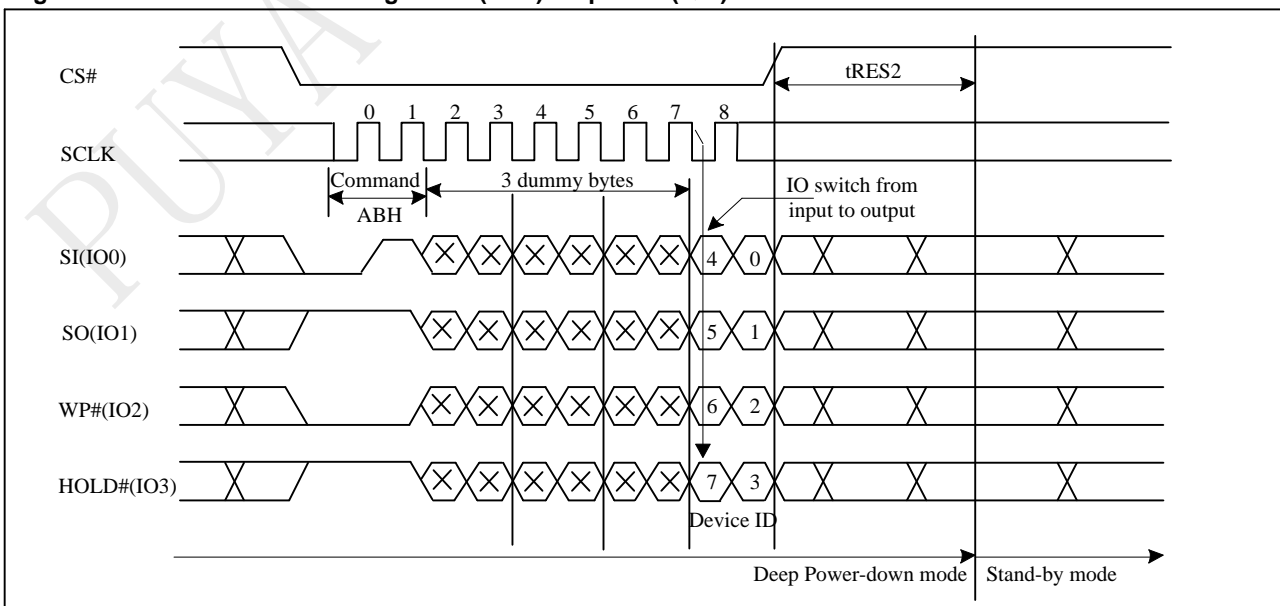 PUYA
CS#
tRES2
0 1 2 3 4 5 6 7 8
SCLK
Command
3 dummy bytes
IO switch from
input to output
ABH
SI(IO0)
4 0
SO(IO1)
5 1
WP#(IO2)
6 2
HOLD#(IO3)
7 3
Device ID
Deep Power-down mode
Stand-by mode